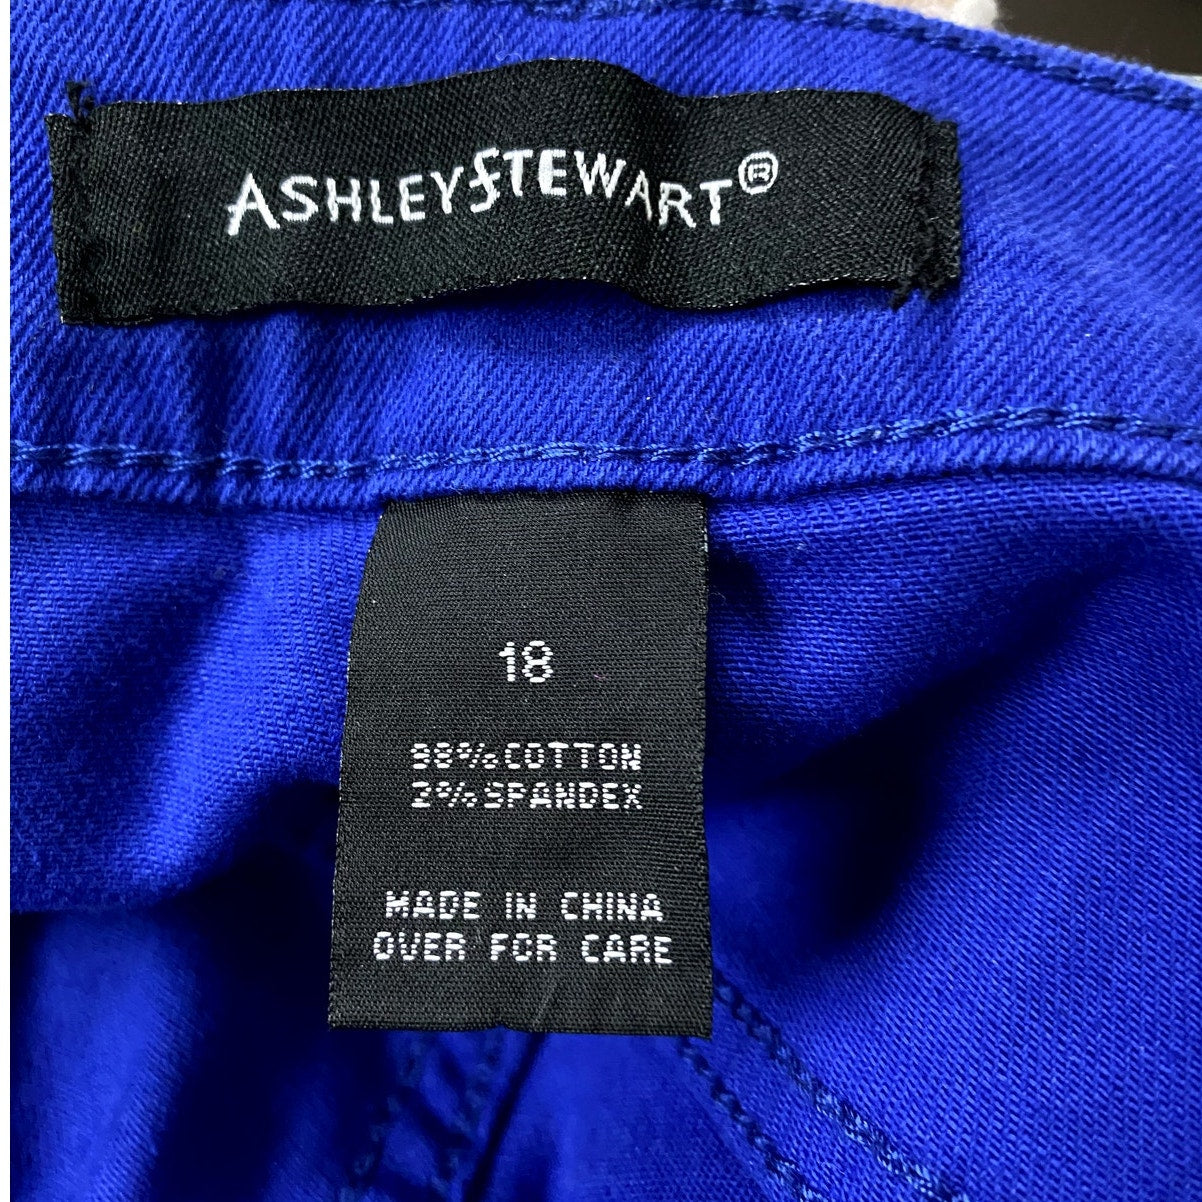 ASHLEYSTEWART®
18
98% COTTON
2% SPANDEX
MADE IN CHINA
OVER FOR CARE